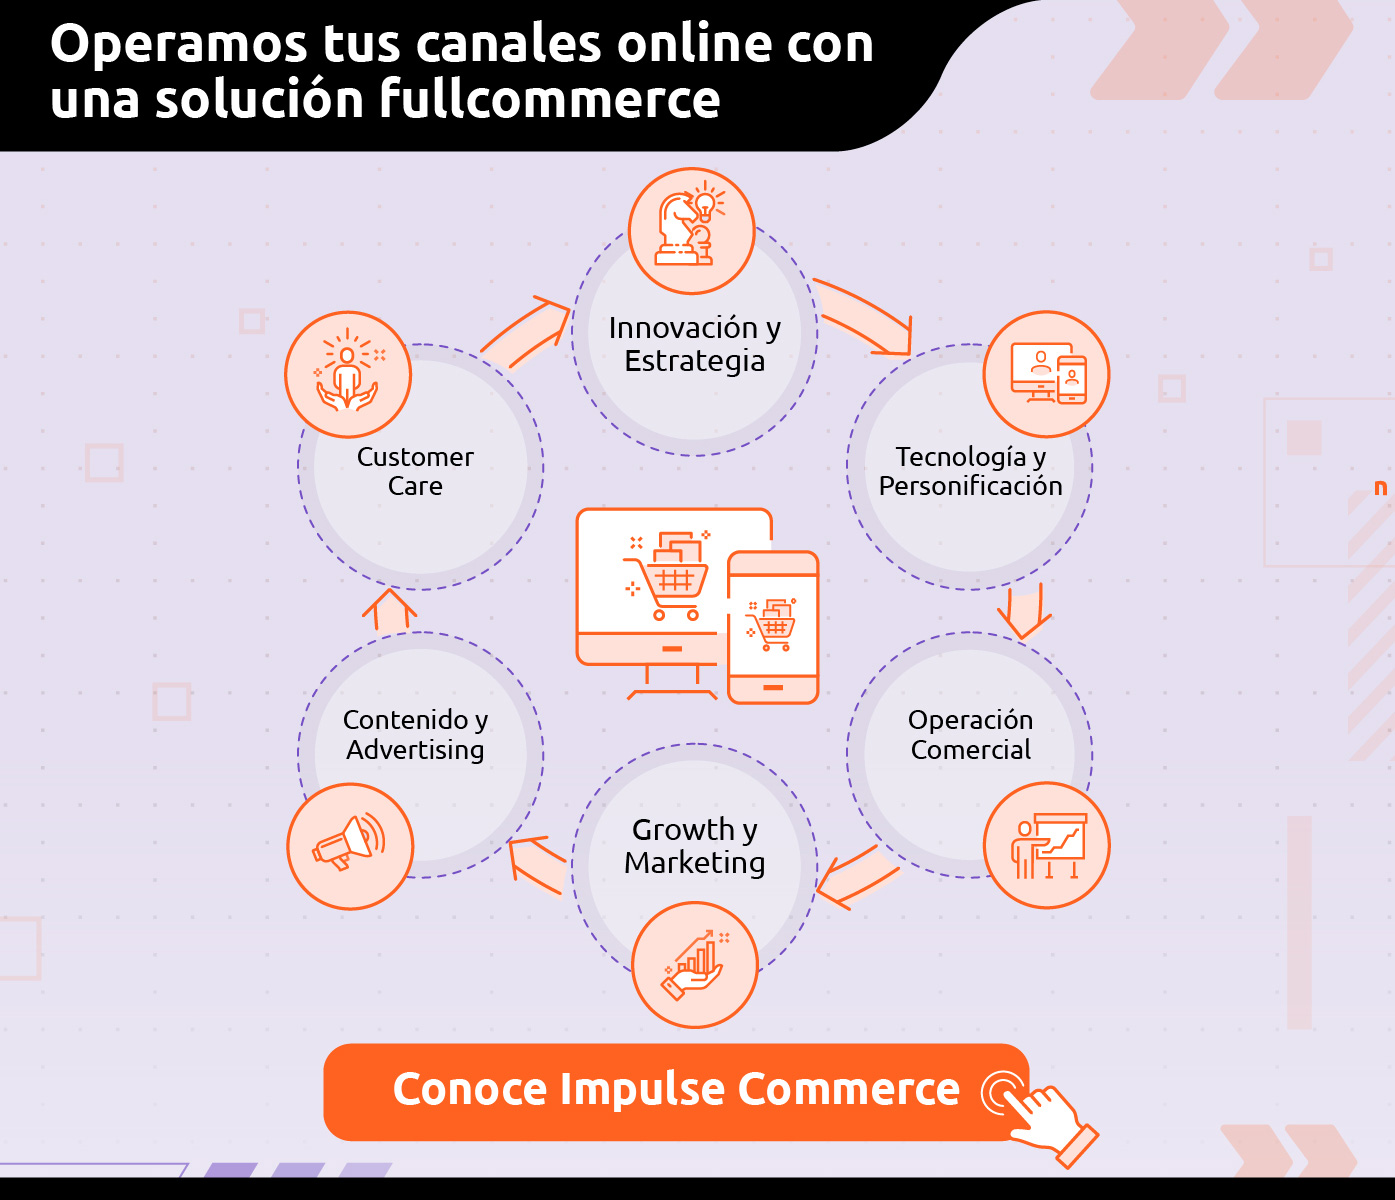 Operamos tus canales online con
una solución fullcommerce
Innovación y
Estrategia
Tecnología y
Personificación
Operación
Comercial
Growth y
Marketing
Contenido y
Advertising
Customer
Care
n
Conoce Impulse Commerce